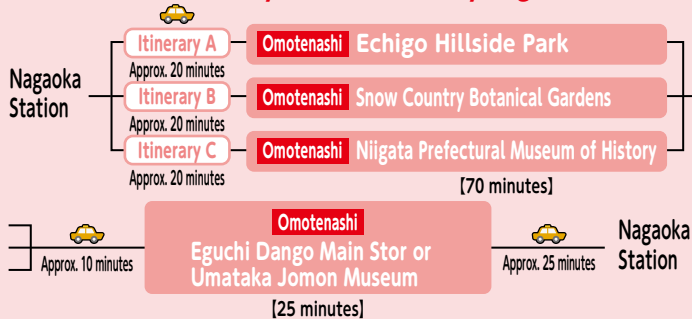 Itinerary A
Omotenashi Echigo Hillside Park
Approx. 20 minutes
Nagaoka
Station
Itinerary B
Omotenashi Snow Country Botanical Gardens
Approx. 20 minutes
Itinerary C
Omotenashi Niigata Prefectural Museum of History
Approx. 20 minutes
【70 minutes】
Approx. 10 minutes
Omotenashi
Eguchi Dango Main Stor or
Umataka Jomon Museum
【25 minutes】
Approx. 25 minutes
Nagaoka
Station